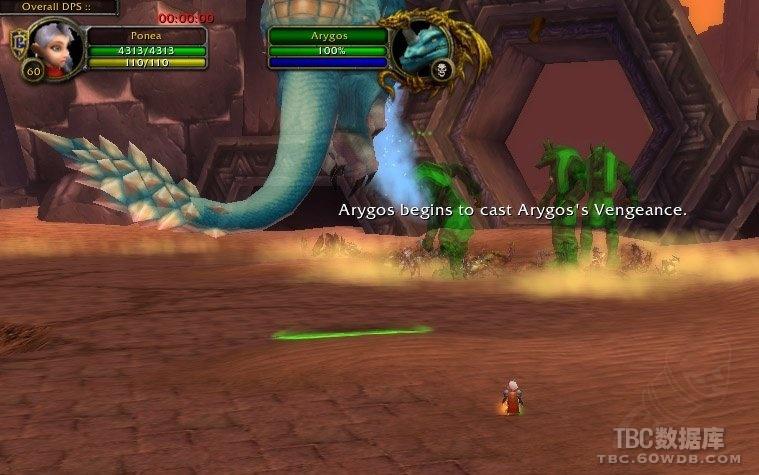 Overall DPS ::
00:00:00
Ponea
4313/4313
110/110
60
Arygos
100%
Arygos begins to cast Arygos's Vengeance.
TBC数据库
TBC.60WDB.COM